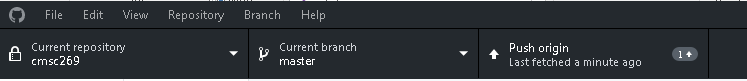 File Edit View Repository Branch Help
Current repository
cmsc269
Current branch
master
Push origin
Last fetched a minute ago
1